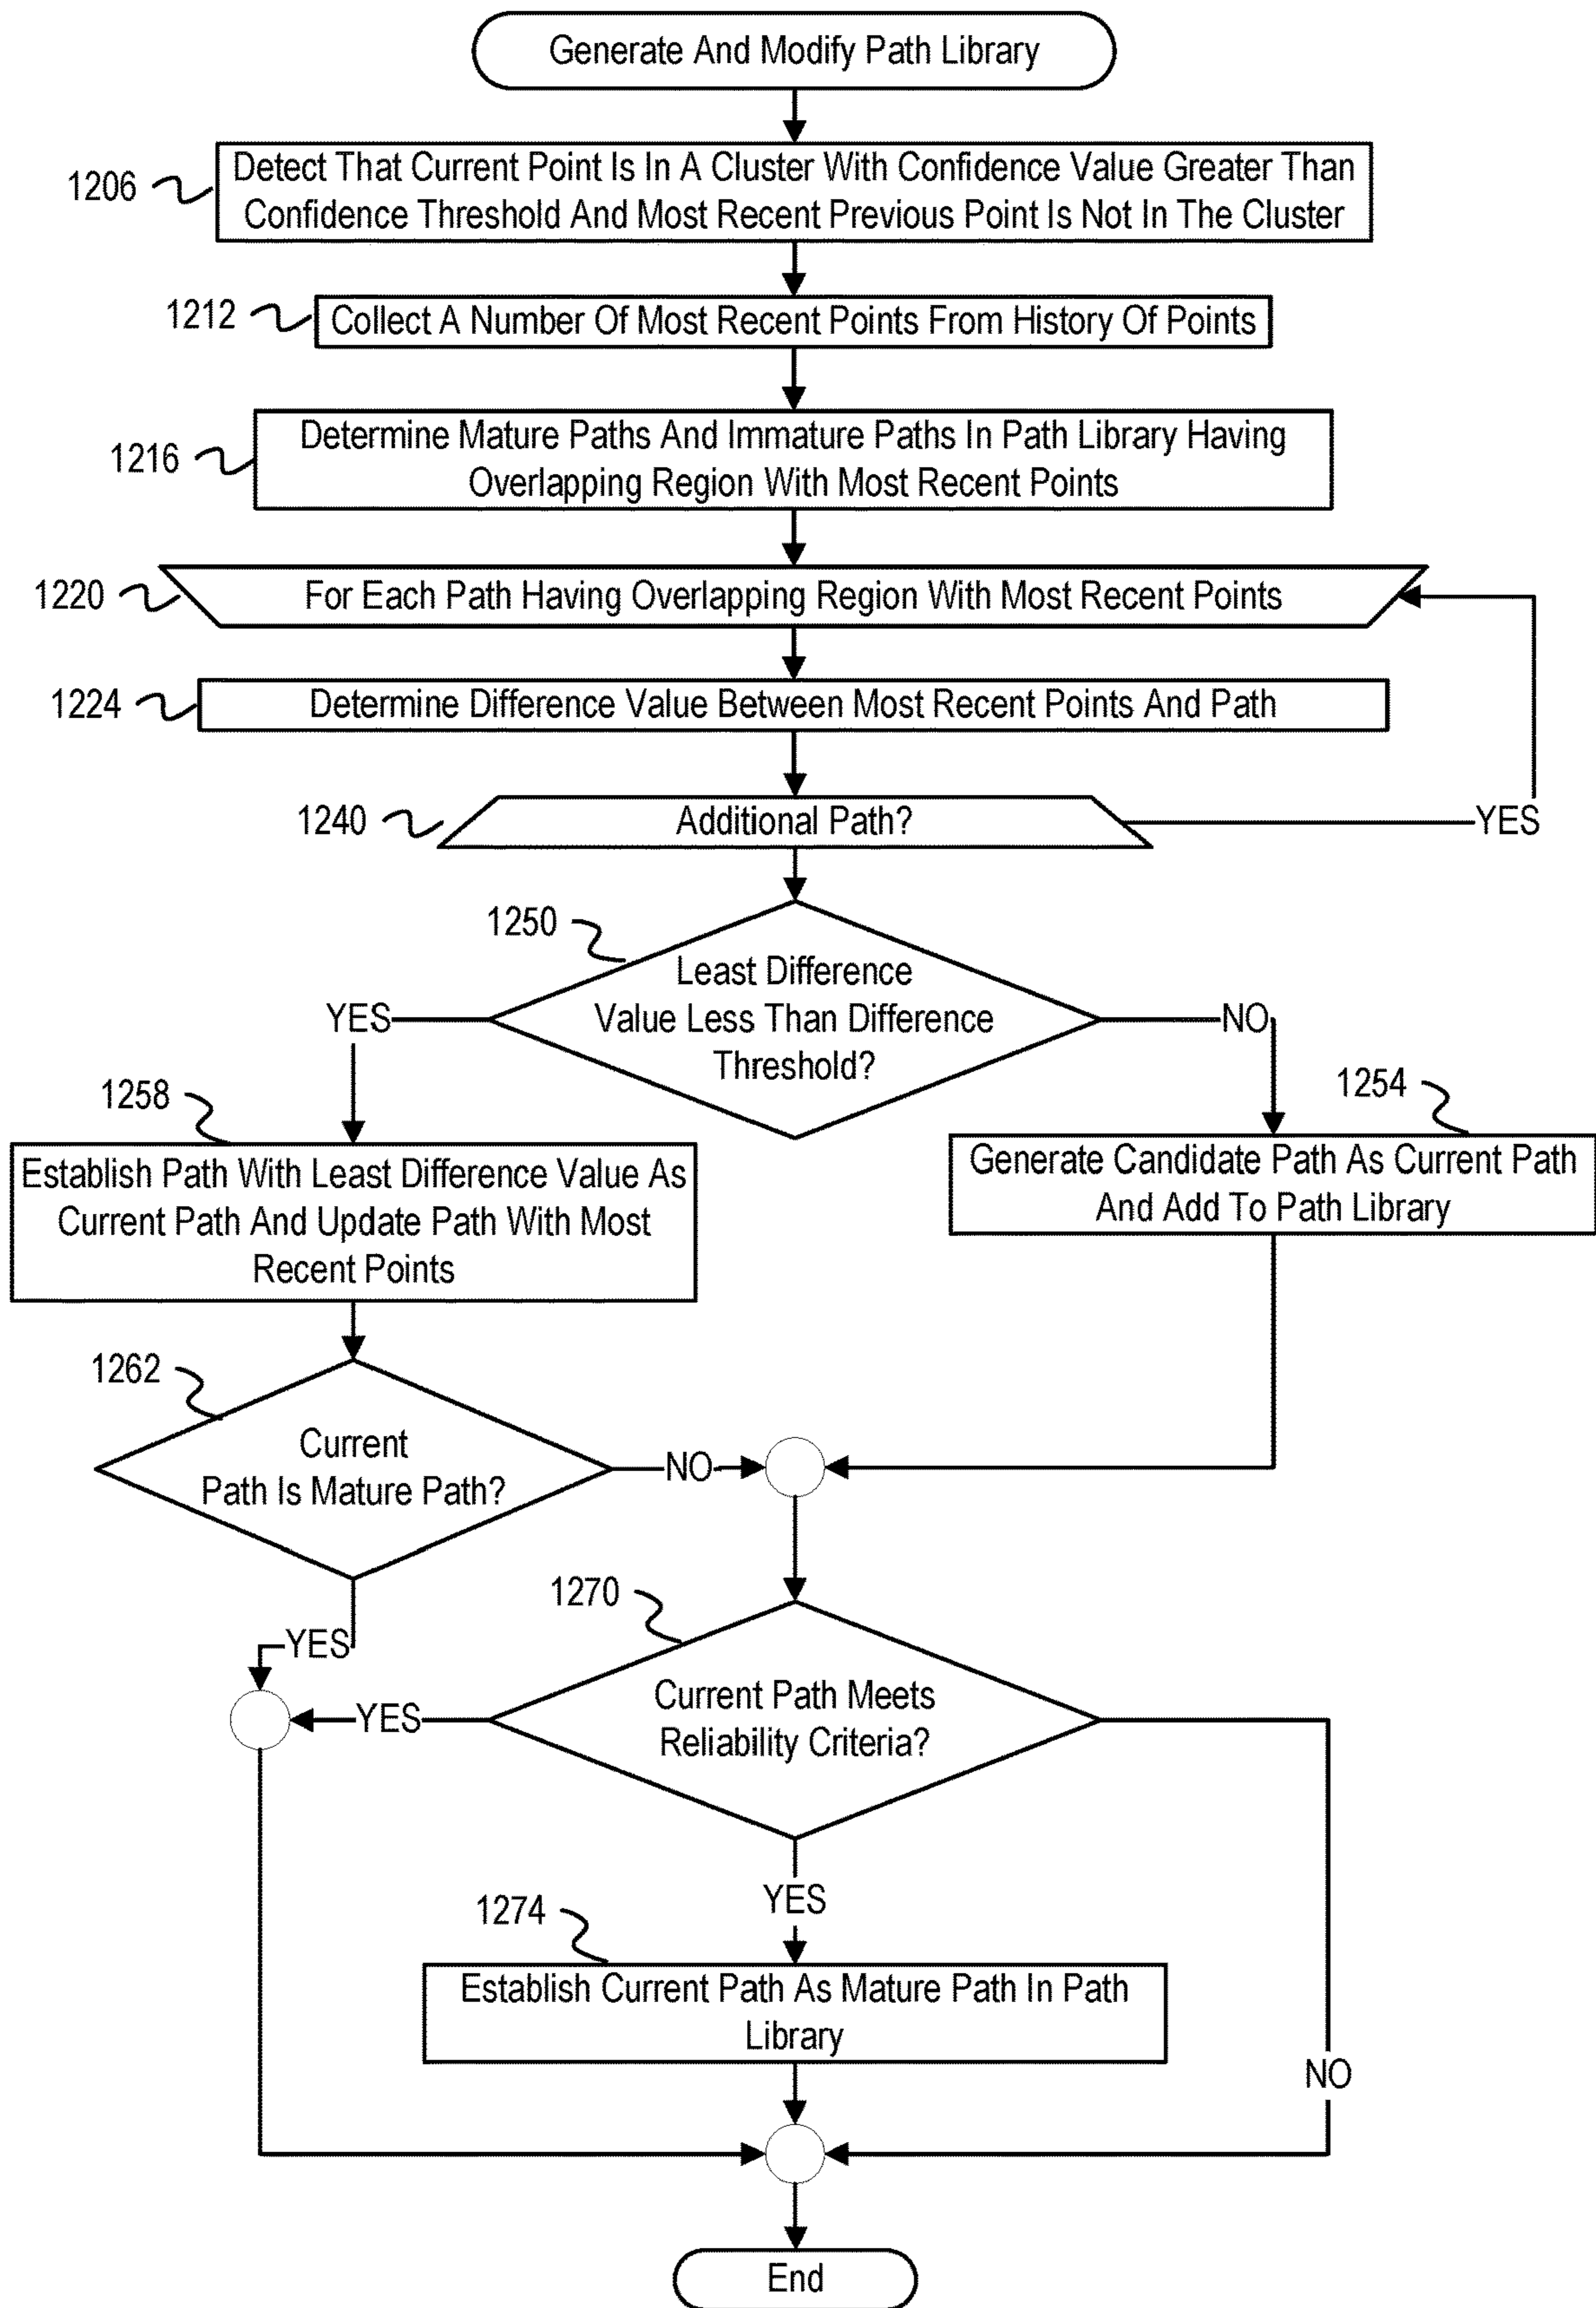 Generate And Modify Path Library
1206
Detect That Current Point Is In A Cluster With Confidence Value Greater Than
Confidence Threshold And Most Recent Previous Point Is Not In The Cluster
1212
Collect A Number Of Most Recent Points From History Of Points
1216
Determine Mature Paths And Immature Paths In Path Library Having
Overlapping Region With Most Recent Points
1220
For Each Path Having Overlapping Region With Most Recent Points
1224
Determine Difference Value Between Most Recent Points And Path
1240
Additional Path?
YES
1250
Least Difference
Value Less Than Difference
Threshold?
YES
NO
1258
Establish Path With Least Difference Value As
Current Path And Update Path With Most
Recent Points
1254
Generate Candidate Path As Current Path
And Add To Path Library
1262
Current
Path Is Mature Path?
NO
YES
1270
Current Path Meets
Reliability Criteria?
YES
YES
NO
1274
Establish Current Path As Mature Path In Path
Library
End